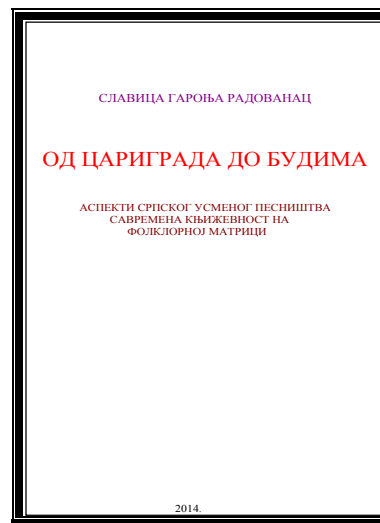 СЛАВИЦА ГАРОЊА РАДОВАНАЦ
ОД ЦАРИГРАДА ДО БУДИМА
АСПЕКТИ СРПСКОГ УСМЕНОГ ПЕСНИШТВА
САВРЕМЕНА КЊИЖЕВНОСТ НА
ФОЛКЛОРНОЈ МАТРИЦИ
2014.